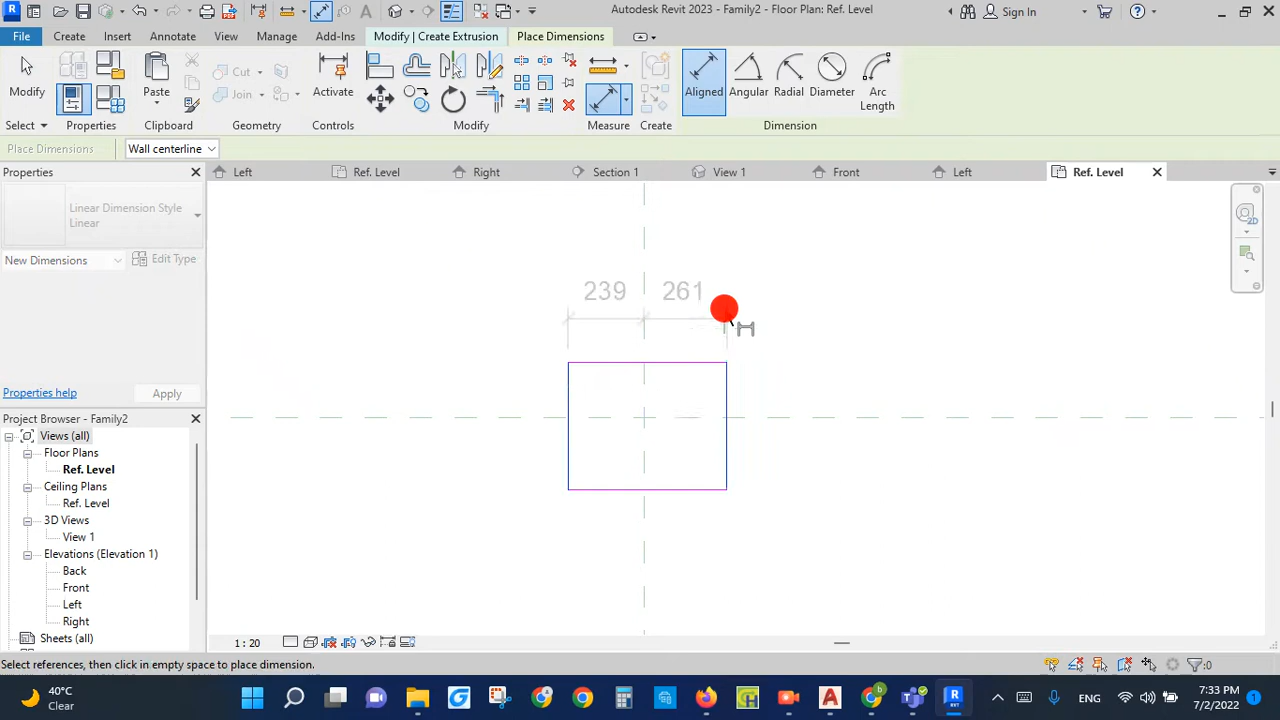 Autodesk Revit 2023 - Family2 - Floor Plan: Ref. Level
Sign In
File
Create
Insert
Annotate
View
Manage
Add-Ins
Modify | Create Extrusion
Place Dimensions
Modify
Paste
Cut
Join
Activate
Aligned
Angular
Radial
Diameter
Arc
Length
Select
Properties
Clipboard
Geometry
Controls
Modify
Measure
Create
Dimension
Place Dimensions
Wall centerline
Properties
Left
Ref. Level
Right
Section 1
View 1
Front
Left
Ref. Level
Linear Dimension Style
Linear
New Dimensions
Edit Type
2D
239
261
Properties help
Apply
Project Browser - Family2
Views (all)
Floor Plans
Ref. Level
Ceiling Plans
Ref. Level
3D Views
View 1
Elevations (Elevation 1)
Back
Front
Left
Right
Sheets (all)
1 : 20
Select references, then click in empty space to place dimension.
:0
40°C
Clear
ENG
7:33 PM
7/2/2022